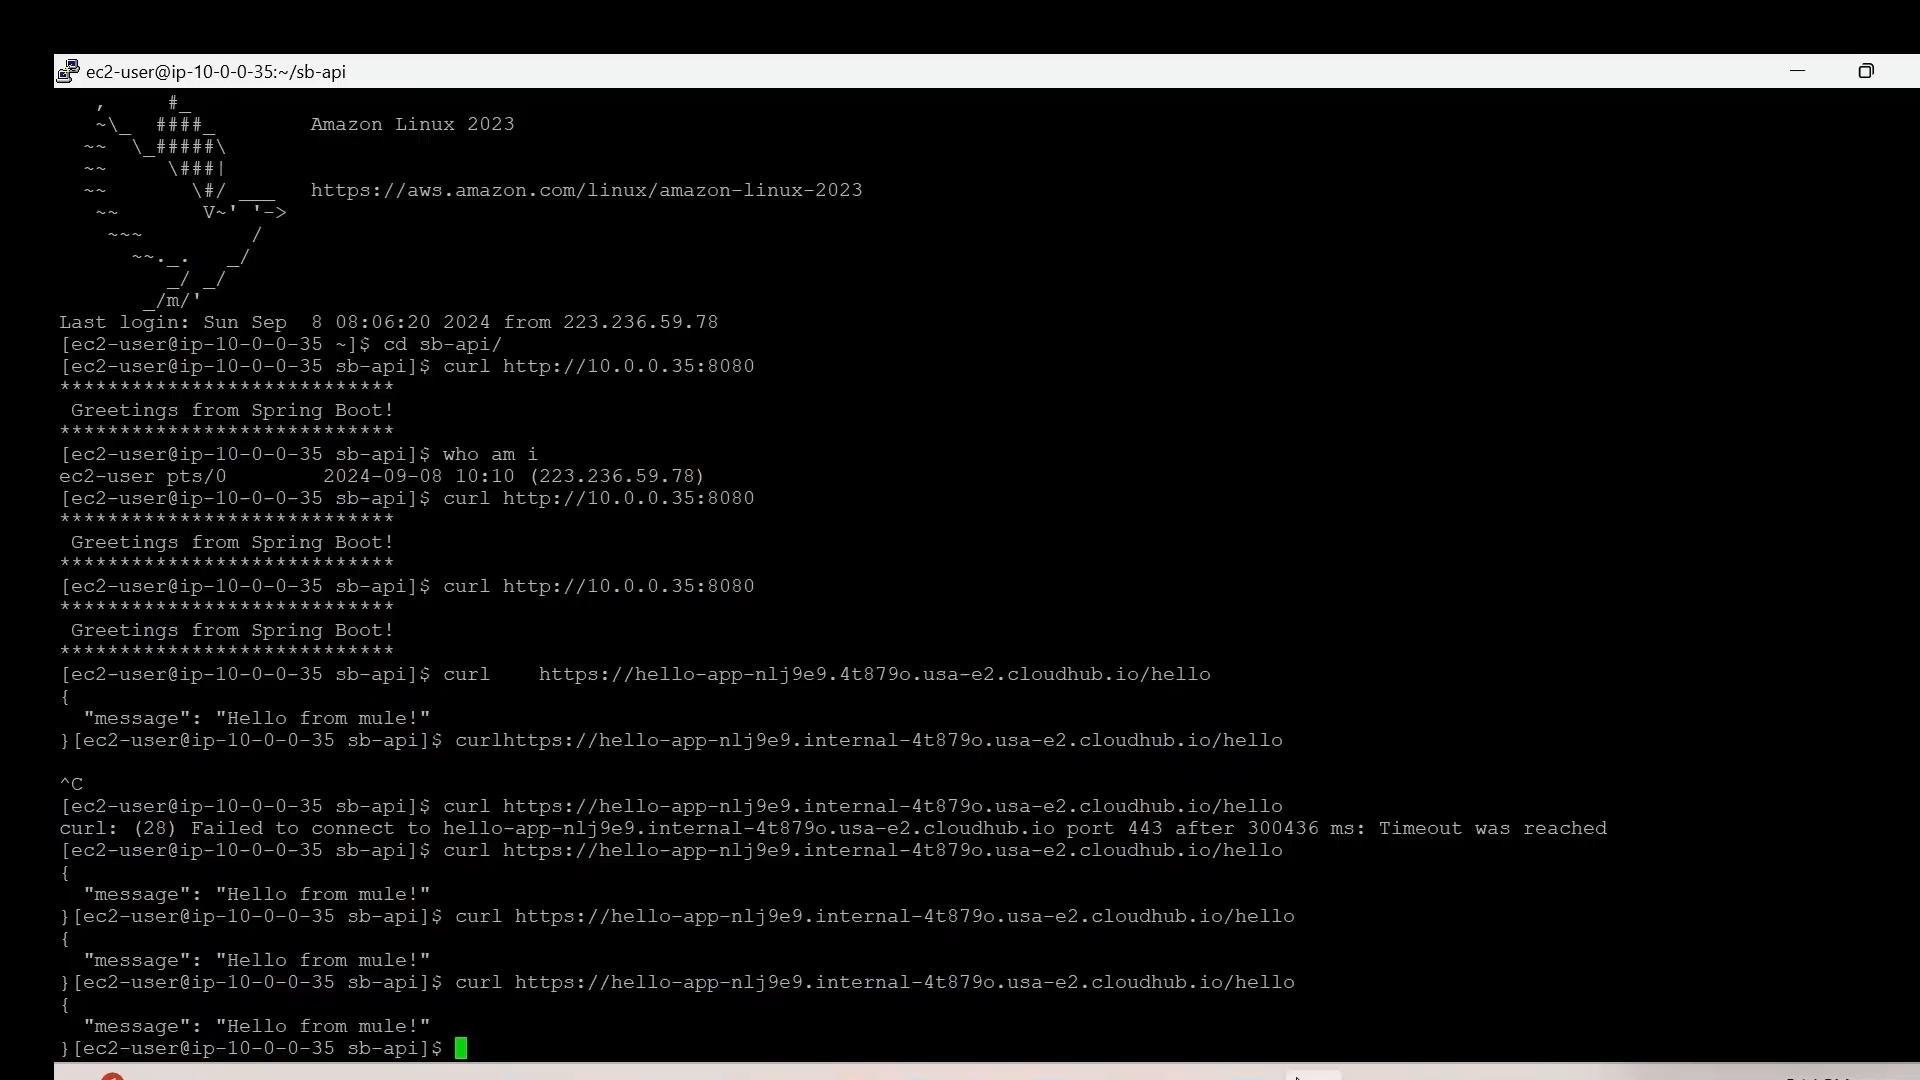 ec2-user@ip-10-0-0-35:~/sb-api
   ,     #_
   ~\_  ####_        Amazon Linux 2023
  ~~  \_#####\
  ~~     \###|
  ~~       \#/ ___   https://aws.amazon.com/linux/amazon-linux-2023
   ~~       V~' '->
    ~~~         /
      ~~._.   _/
         _/ _/
       _/m/'
Last login: Sun Sep  8 08:06:20 2024 from 223.236.59.78
[ec2-user@ip-10-0-0-35 ~]$ cd sb-api/
[ec2-user@ip-10-0-0-35 sb-api]$ curl http://10.0.0.35:8080
****************************
 Greetings from Spring Boot!
****************************
[ec2-user@ip-10-0-0-35 sb-api]$ who am i
ec2-user pts/0        2024-09-08 10:10 (223.236.59.78)
[ec2-user@ip-10-0-0-35 sb-api]$ curl http://10.0.0.35:8080
****************************
 Greetings from Spring Boot!
****************************
[ec2-user@ip-10-0-0-35 sb-api]$ curl http://10.0.0.35:8080
****************************
 Greetings from Spring Boot!
****************************
[ec2-user@ip-10-0-0-35 sb-api]$ curl    https://hello-app-nlj9e9.4t879o.usa-e2.cloudhub.io/hello
{
  "message": "Hello from mule!"
}[ec2-user@ip-10-0-0-35 sb-api]$ curlhttps://hello-app-nlj9e9.internal-4t879o.usa-e2.cloudhub.io/hello
^C
[ec2-user@ip-10-0-0-35 sb-api]$ curl https://hello-app-nlj9e9.internal-4t879o.usa-e2.cloudhub.io/hello
curl: (28) Failed to connect to hello-app-nlj9e9.internal-4t879o.usa-e2.cloudhub.io port 443 after 300436 ms: Timeout was reached
[ec2-user@ip-10-0-0-35 sb-api]$ curl https://hello-app-nlj9e9.internal-4t879o.usa-e2.cloudhub.io/hello
{
  "message": "Hello from mule!"
}[ec2-user@ip-10-0-0-35 sb-api]$ curl https://hello-app-nlj9e9.internal-4t879o.usa-e2.cloudhub.io/hello
{
  "message": "Hello from mule!"
}[ec2-user@ip-10-0-0-35 sb-api]$ curl https://hello-app-nlj9e9.internal-4t879o.usa-e2.cloudhub.io/hello
{
  "message": "Hello from mule!"
}[ec2-user@ip-10-0-0-35 sb-api]$